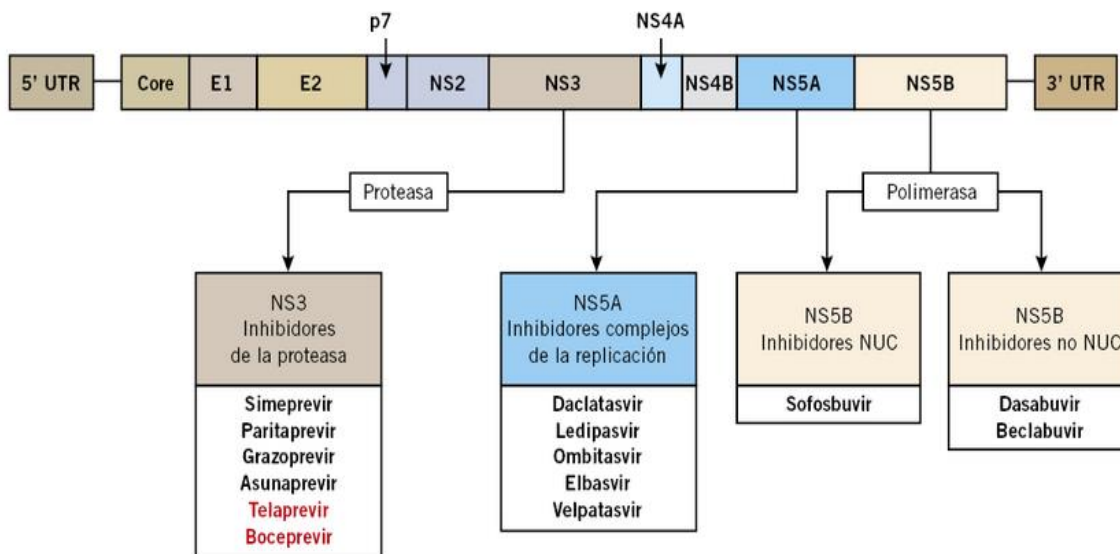 p7
NS4A
5' UTR
Core
E1
E2
NS2
NS3
NS4B
NS5A
NS5B
3' UTR
Proteasa
Polimerasa
NS3
Inhibidores
de la proteasa
Simeprevir
Paritaprevir
Grazoprevir
Asunaprevir
Telaprevir
Boceprevir
NS5A
Inhibidores complejos
de la replicación
Daclatasvir
Ledipasvir
Ombitasvir
Elbasvir
Velpatasvir
NS5B
Inhibidores NUC
Sofosbuvir
NS5B
Inhibidores no NUC
Dasabuvir
Beclabuvir